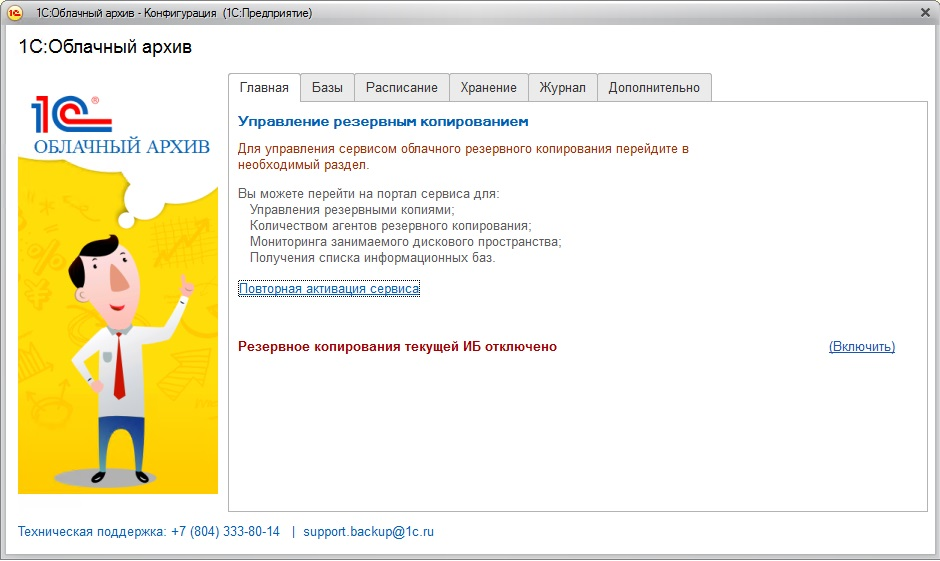 1С:Облачный архив - Конфигурация (1С:Предприятие)
1С:Облачный архив
1С®
ОБЛАЧНЫЙ АРХИВ
Главная Базы Расписание Хранение Журнал Дополнительно
Управление резервным копированием
Для управления сервисом облачного резервного копирования перейдите в
необходимый раздел.
Вы можете перейти на портал сервиса для:
Управления резервными копиями;
Количеством агентов резервного копирования;
Мониторинга занимаемого дискового пространства;
Получения списка информационных баз.
Повторная активация сервиса
Резервное копирования текущей ИБ отключено (Включить)
Техническая поддержка: +7 (804) 333-80-14 | support.backup@1c.ru